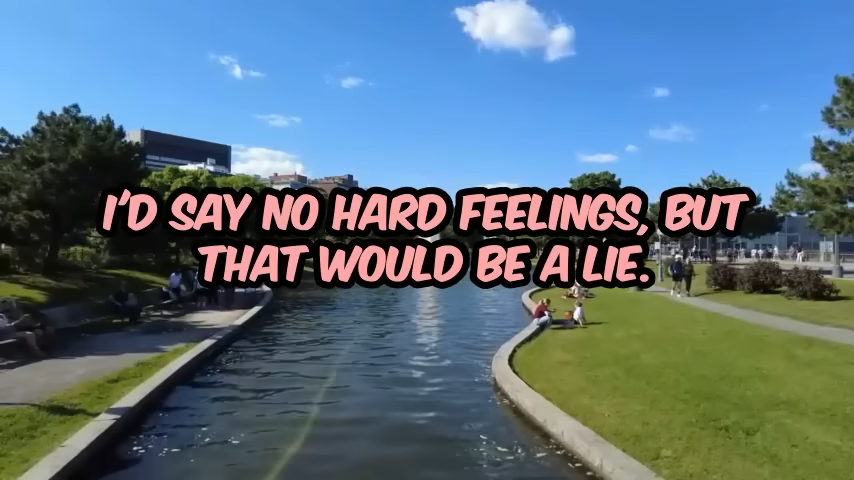 I'D SAY NO HARD FEELINGS, BUT
THAT WOULD BE A LIE.